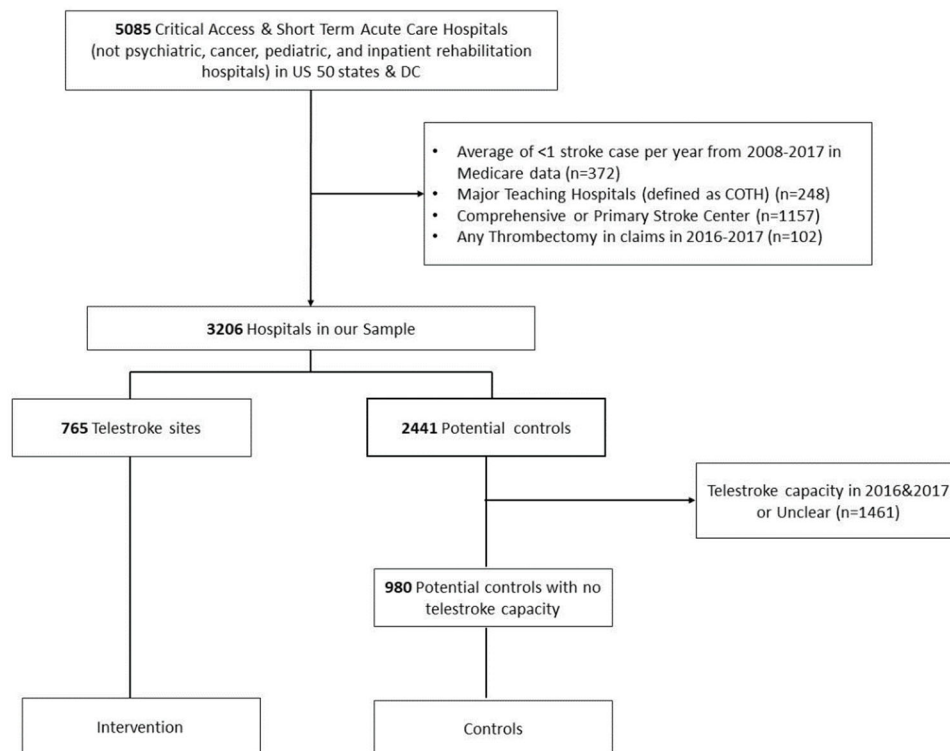 5085 Critical Access & Short Term Acute Care Hospitals
(not psychiatric, cancer, pediatric, and inpatient rehabilitation
hospitals) in US 50 states & DC
• Average of <1 stroke case per year from 2008-2017 in
Medicare data (n=372)
• Major Teaching Hospitals (defined as COTH) (n=248)
• Comprehensive or Primary Stroke Center (n=1157)
• Any Thrombectomy in claims in 2016-2017 (n=102)
3206 Hospitals in our Sample
765 Telestroke sites
2441 Potential controls
Telestroke capacity in 2016&2017
or Unclear (n=1461)
980 Potential controls with no
telestroke capacity
Intervention
Controls